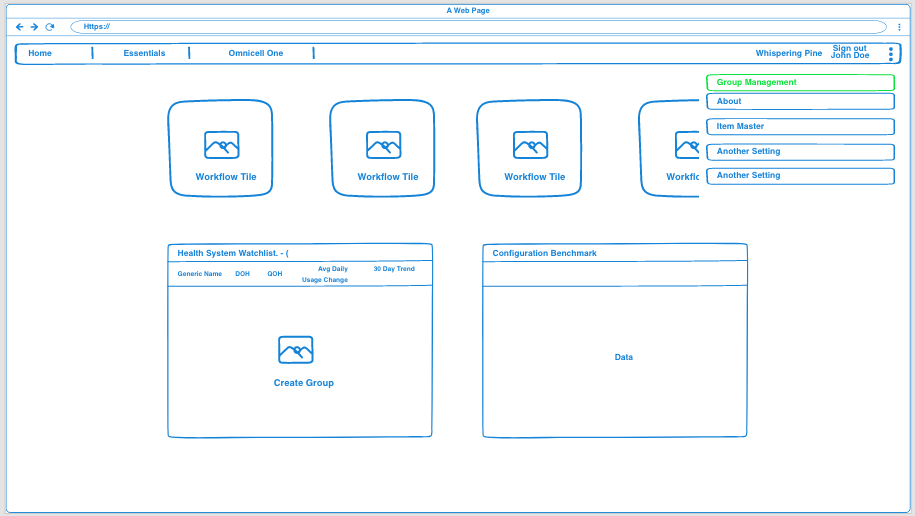 A Web Page
Https://
Home Essentials Omnicell One Whispering Pine Sign out
John Doe
Group Management
About
Item Master
Another Setting
Another Setting
Workflow Tile Workflow Tile Workflow Tile Workflo
Health System Watchlist. - (
Generic Name DOH QOH Avg Daily
Usage Change 30 Day Trend
Create Group
Configuration Benchmark
Data